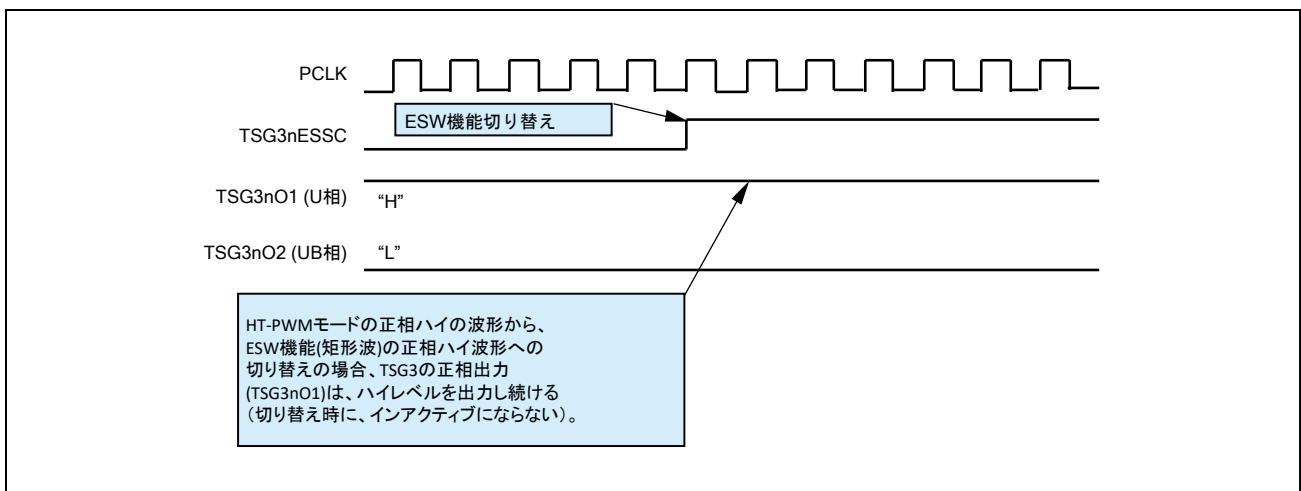 PCLK
ESW機能切り替え
TSG3nESSC
TSG3nO1 (U相)
“H”
TSG3nO2 (UB相)
“L”
HT-PWMモードの正相ハイの波形から、
ESW機能(矩形波)の正相ハイ波形への
切り替えの場合、TSG3の正相出力
(TSG3nO1)は、ハイレベルを出力し続ける
（切り替え時に、インアクティブにならない）。